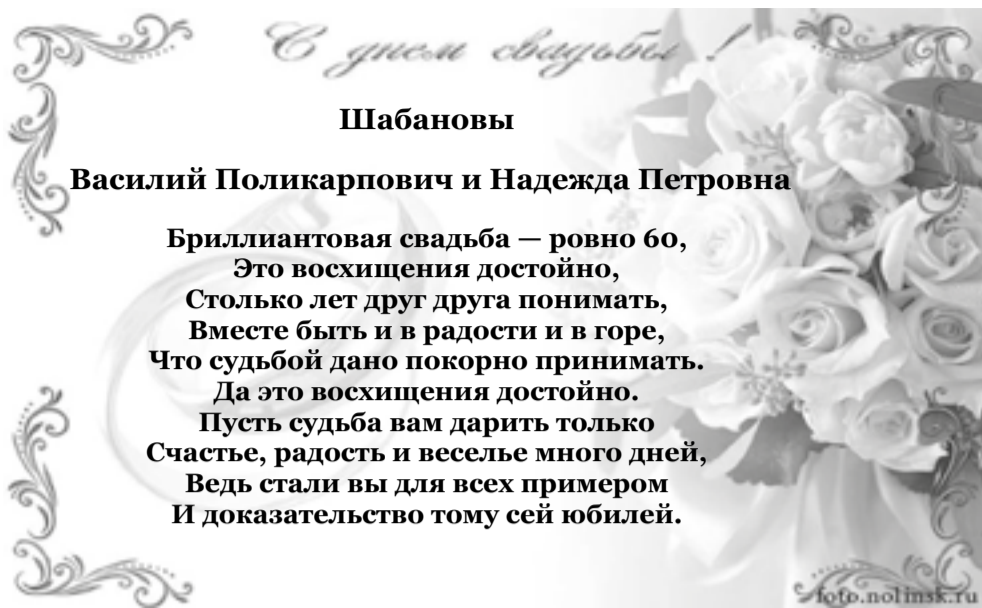 С днем свадьбы !
Шабановы
Василий Поликарпович и Надежда Петровна
Бриллиантовая свадьба — ровно 60,
Это восхищения достойно,
Столько лет друг друга понимать,
Вместе быть и в радости и в горе,
Что судьбой дано покорно принимать.
Да это восхищения достойно.
Пусть судьба вам дарить только
Счастье, радость и веселье много дней,
Ведь стали вы для всех примером
И доказательство тому сей юбилей.
foto.nolinsk.ru